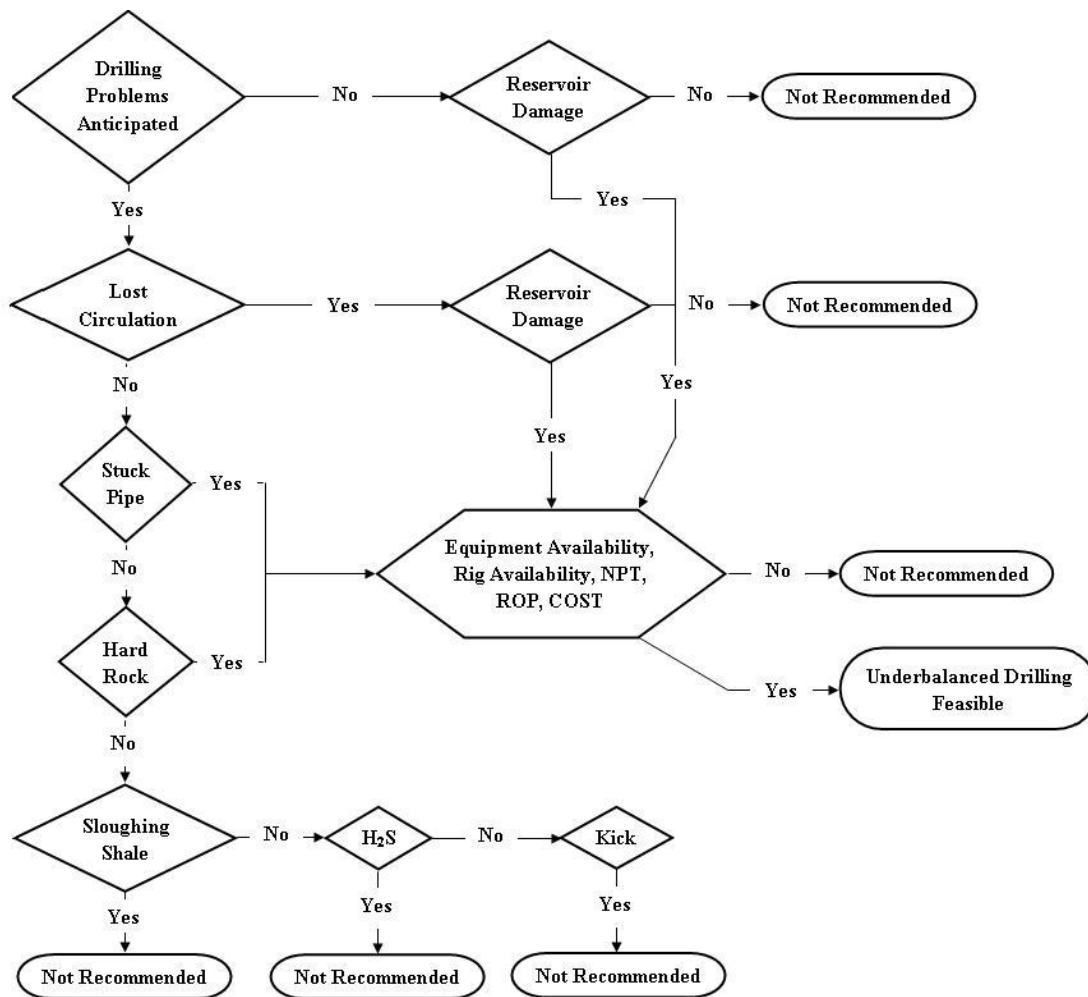 Drilling
Problems
Anticipated
No
Reservoir
Damage
No
Not Recommended
Yes
Yes
Lost
Circulation
Yes
Reservoir
Damage
No
Not Recommended
No
Yes
Yes
Stuck
Pipe
Yes
Equipment Availability,
Rig Availability, NPT,
ROP, COST
No
Not Recommended
No
Hard
Rock
Yes
Yes
Underbalanced Drilling
Feasible
No
Sloughing
Shale
No
H₂S
No
Kick
Yes
Yes
Yes
Not Recommended
Not Recommended
Not Recommended